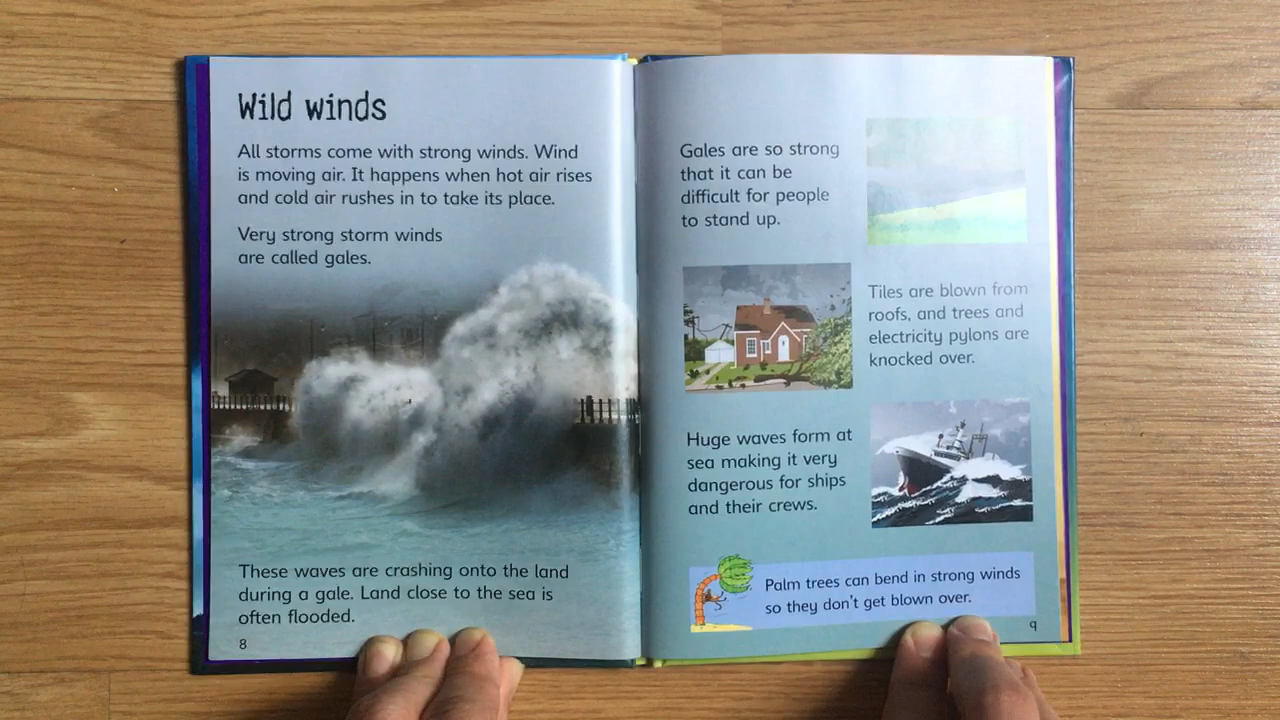 Wild winds
All storms come with strong winds. Wind
is moving air. It happens when hot air rises
and cold air rushes in to take its place.
Very strong storm winds
are called gales.
These waves are crashing onto the land
during a gale. Land close to the sea is
often flooded.
8
Gales are so strong
that it can be
difficult for people
to stand up.
Tiles are blown from
roofs, and trees and
electricity pylons are
knocked over.
Huge waves form at
sea making it very
dangerous for ships
and their crews.
Palm trees can bend in strong winds
so they don't get blown over.
9